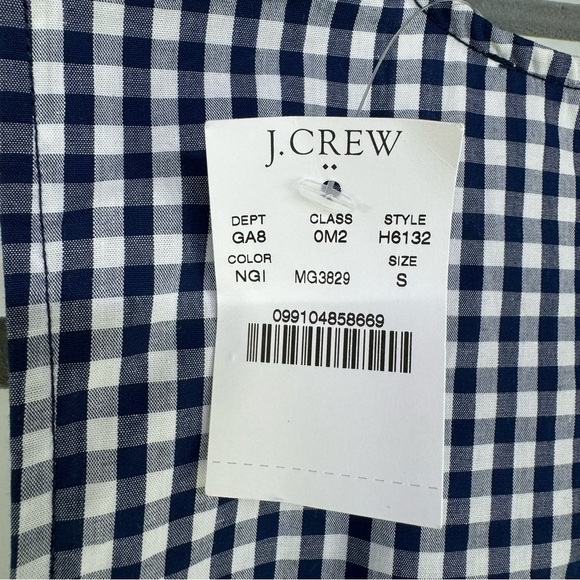 J.CREW
DEPT CLASS STYLE
GA8 0M2 H6132
COLOR SIZE
NGI MG3829 S
099104858669